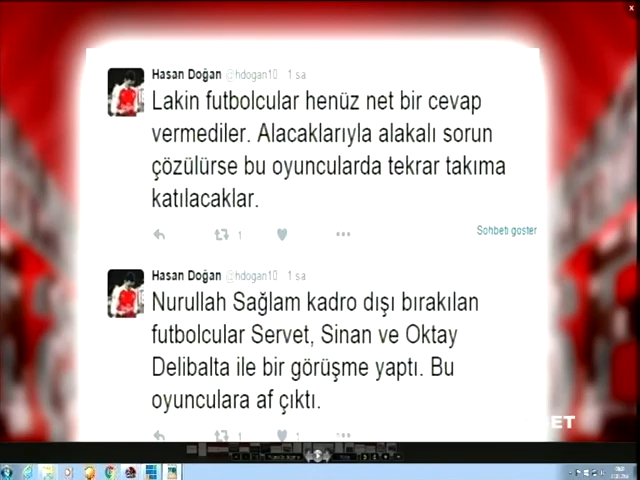 Hasan Doğan @hdogan10 1 sa
Lakin futbolcular henüz net bir cevap
vermediler. Alacaklarıyla alakalı sorun
çözülürse bu oyuncularda tekrar takıma
katılacaklar.
1
Sohbeti göster
Hasan Doğan @hdogan10 1 sa
Nurullah Sağlam kadro dışı bırakılan
futbolcular Servet, Sinan ve Oktay
Delibalta ile bir görüşme yaptı. Bu
oyunculara af çıktı.
1
NET